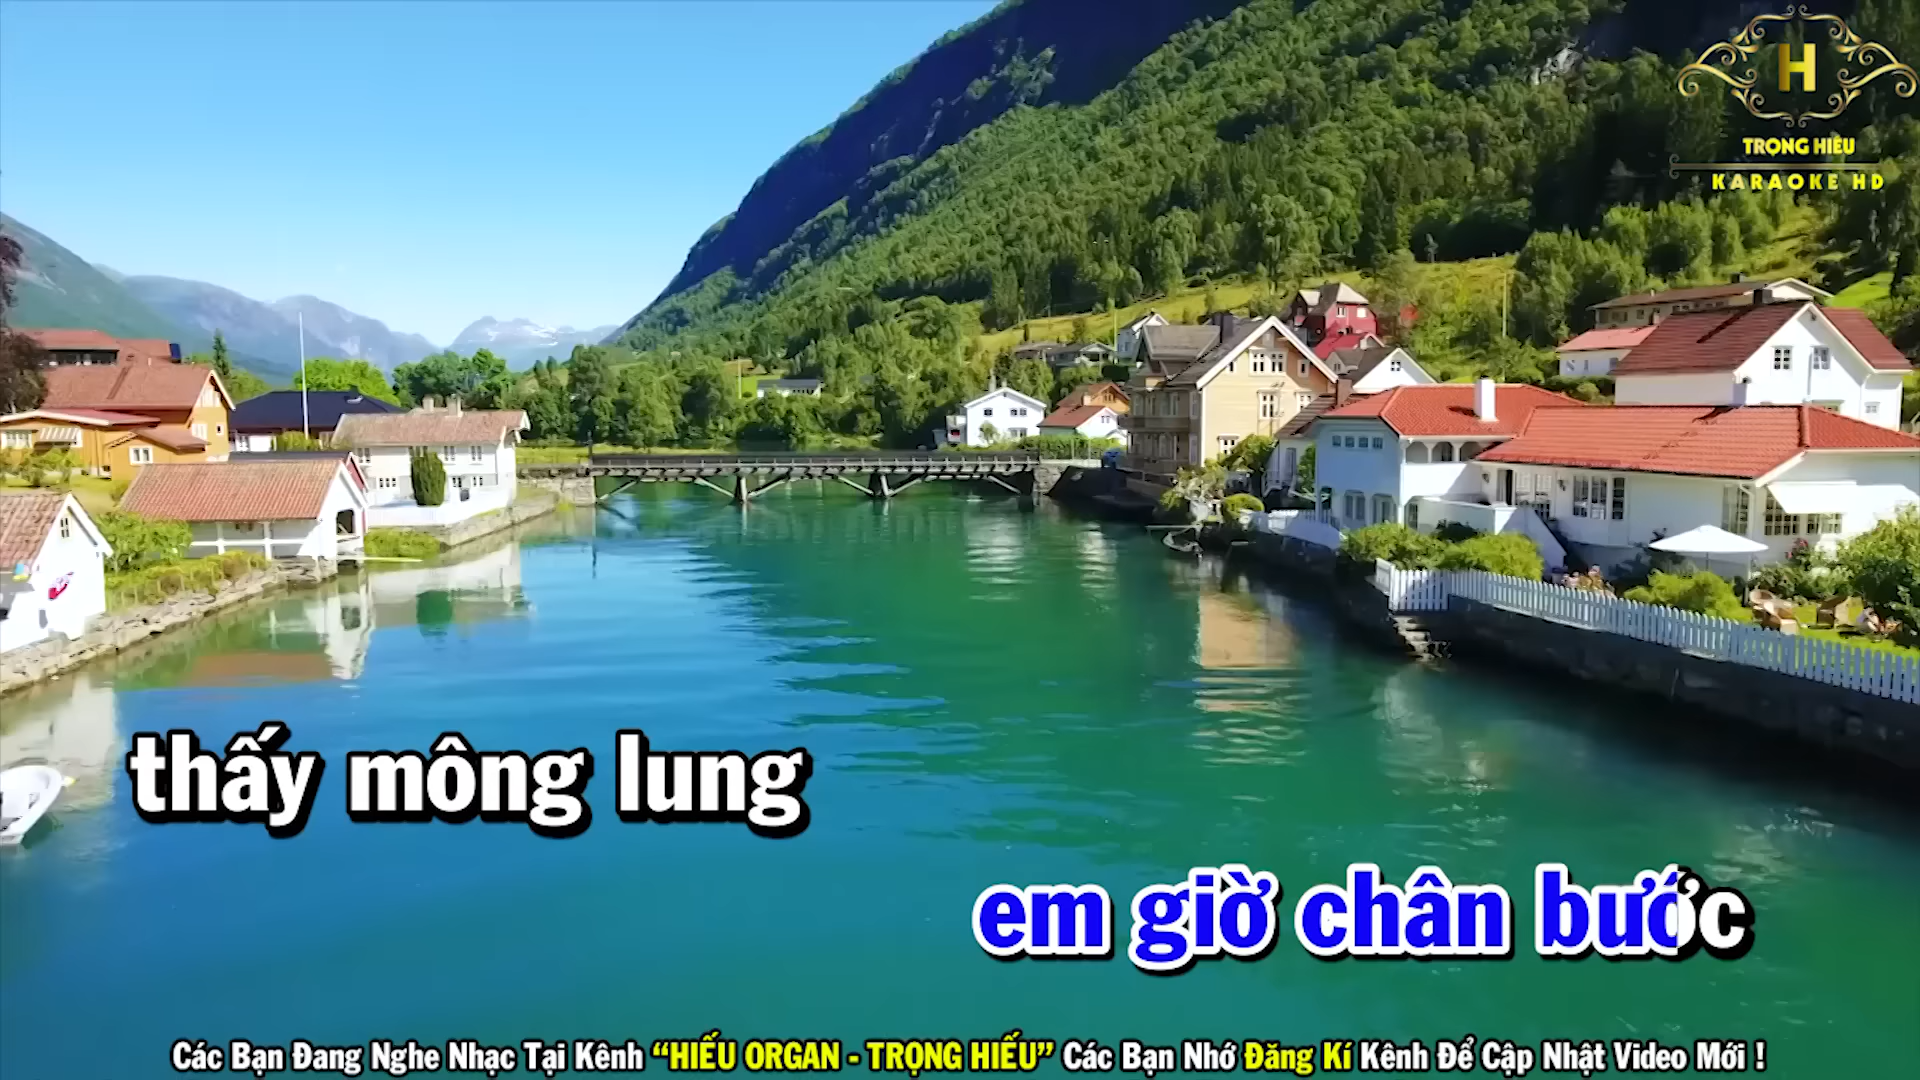 H
TRỌNG HIẾU
KARAOKE HD
thấy mông lung
em giờ chân bước
Các Bạn Đang Nghe Nhạc Tại Kênh “HIẾU ORGAN - TRỌNG HIẾU” Các Bạn Nhớ Đăng Kí Kênh Để Cập Nhật Video Mới !